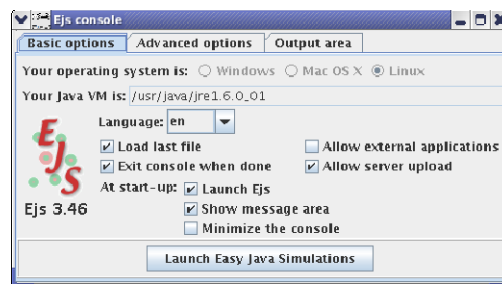 Ejs console
Basic options Advanced options Output area
Your operating system is: Windows Mac OS X Linux
Your Java VM is: /usr/java/jre1.6.0_01
Language: en
Load last file Allow external applications
Exit console when done Allow server upload
At start-up: Launch Ejs
Show message area
Minimize the console
EJS
Ejs 3.46
Launch Easy Java Simulations